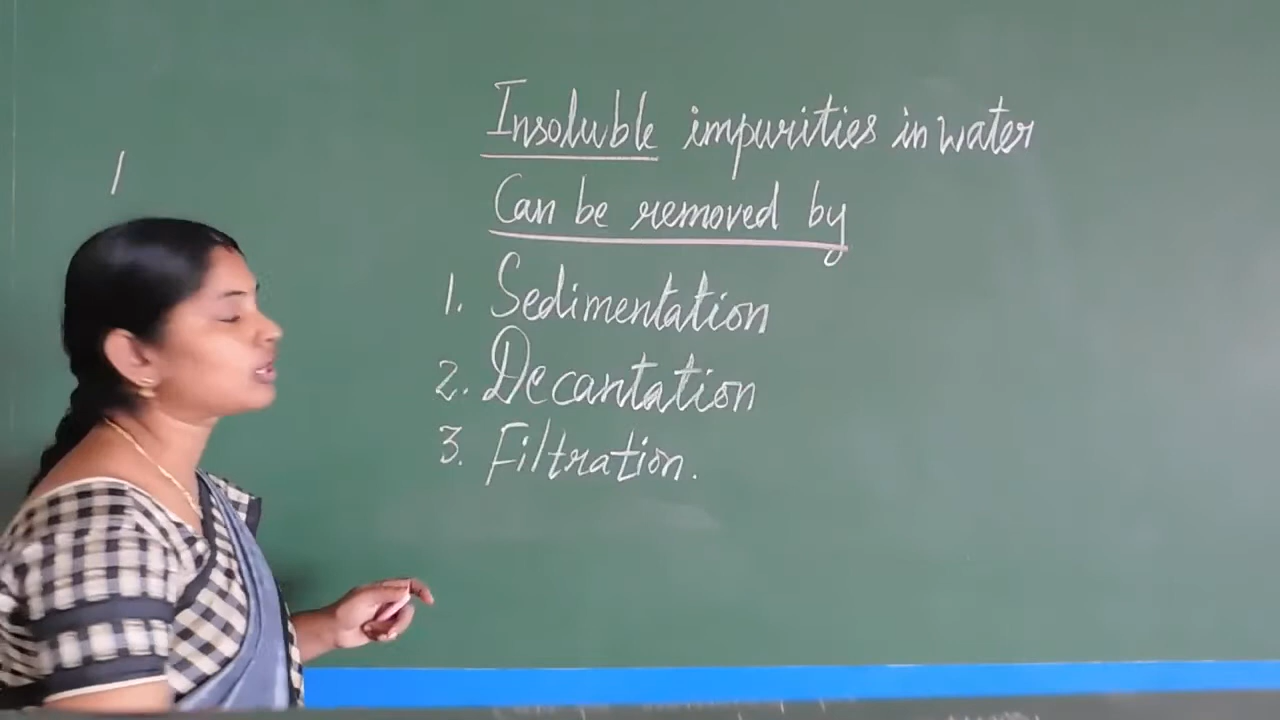 Insoluble impurities in water
Can be removed by
1. Sedimentation
2. Decantation
3. Filtration.